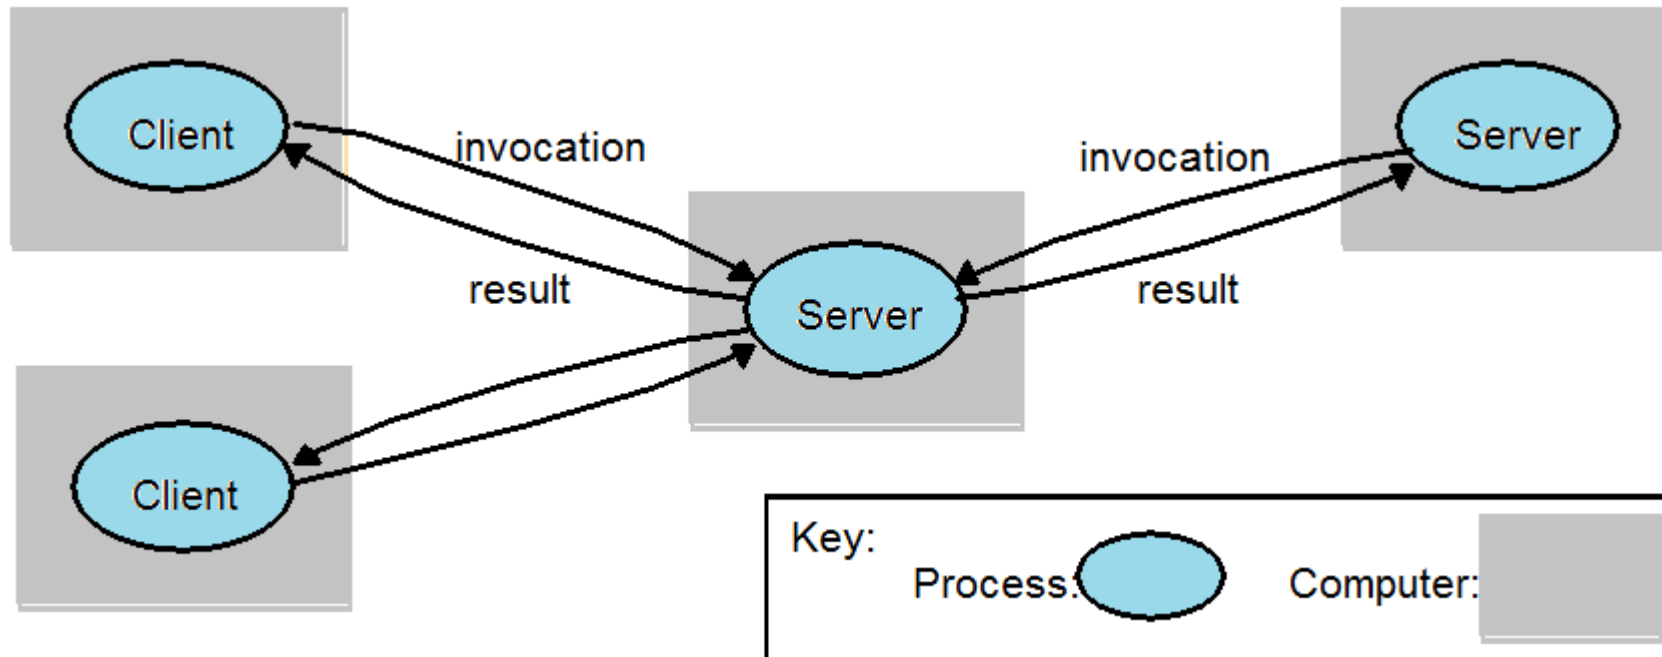 Client
invocation
result
Server
invocation
result
Server
Client
Key:
Process:
Computer: